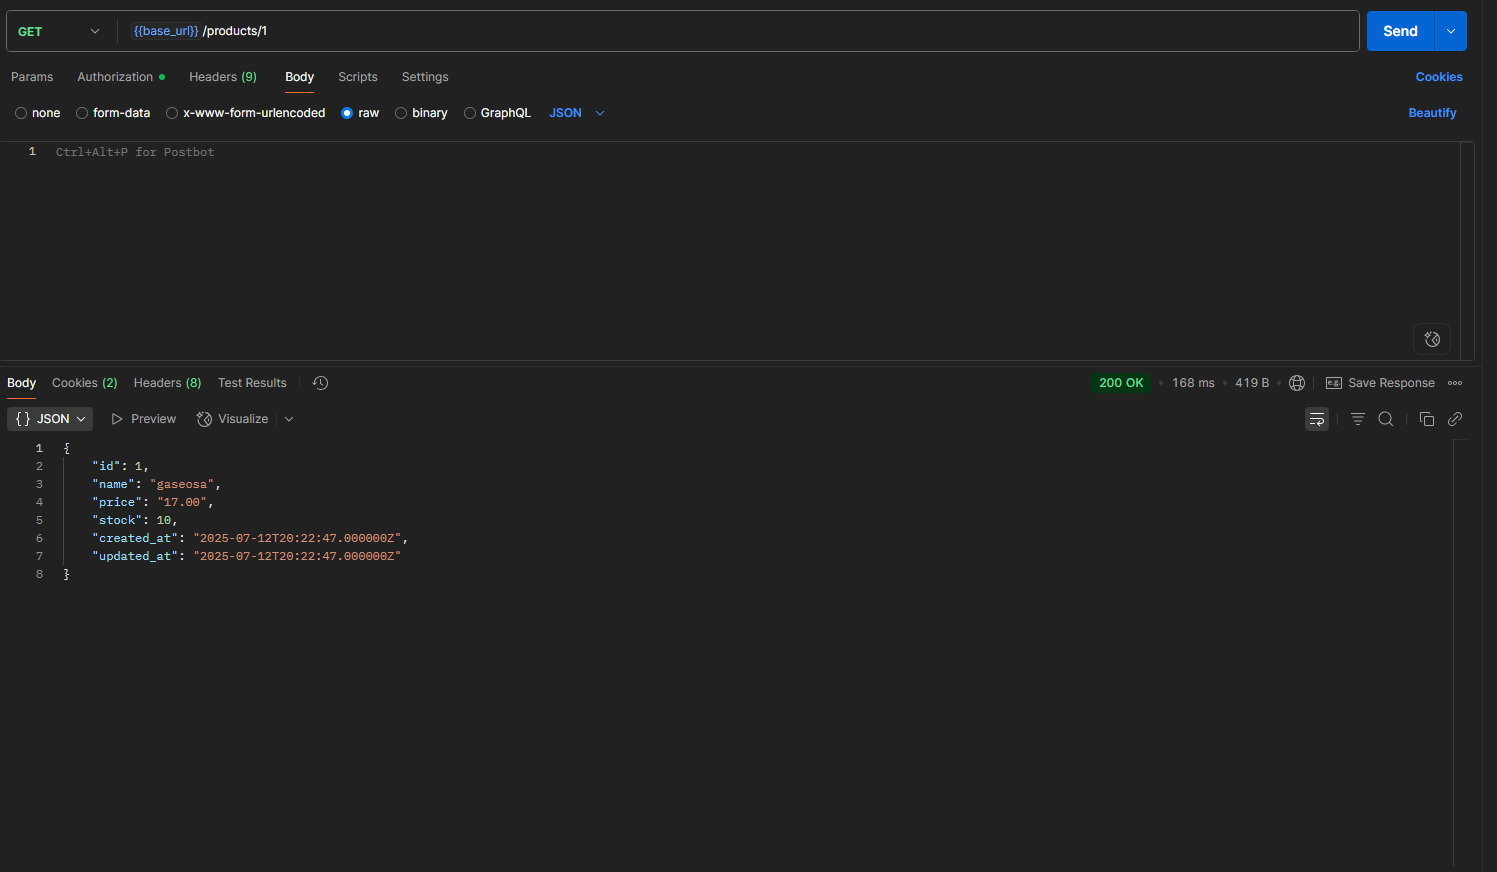 GET {{base_url}} /products/1 Send
Params Authorization Headers (9) Body Scripts Settings Cookies
none form-data x-www-form-urlencoded raw binary GraphQL JSON Beautify
1 Ctrl+Alt+P for Postbot
Body Cookies (2) Headers (8) Test Results 200 OK • 168 ms • 419 B • e.g. Save Response
{} JSON Preview Visualize
1 {
2 "id": 1,
3 "name": "gaseosa",
4 "price": "17.00",
5 "stock": 10,
6 "created_at": "2025-07-12T20:22:47.000000Z",
7 "updated_at": "2025-07-12T20:22:47.000000Z"
8 }